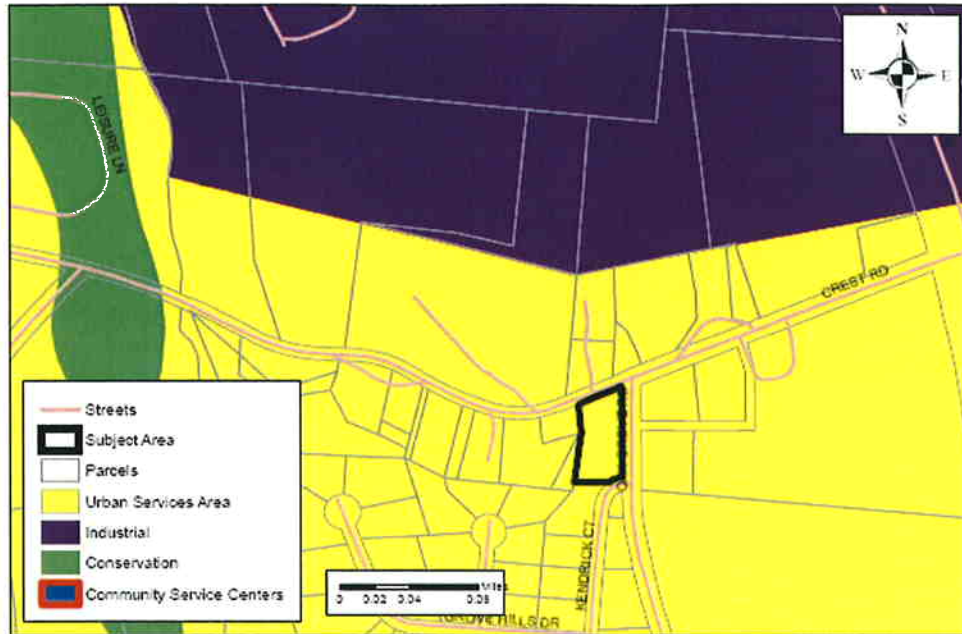 N
W E
S
LEISURE LN
CREST RD
Streets
Subject Area
Parcels
Urban Services Area
Industrial
Conservation
Community Service Centers
KENDRICK CT
Miles
0 0.02 0.04 0.08
GROVE HILLS DR